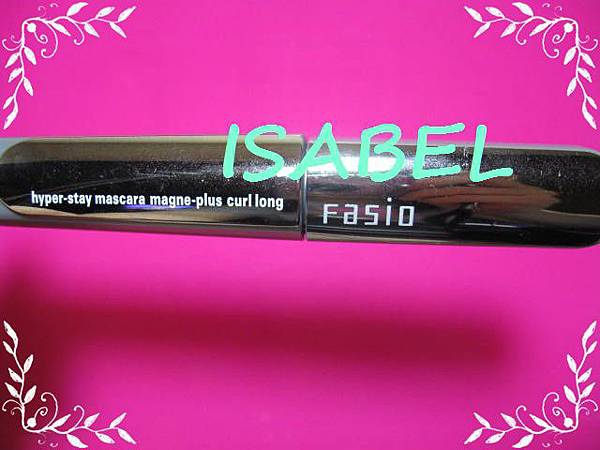 ISABEL
hyper-stay mascara magne-plus curl long
Fasio